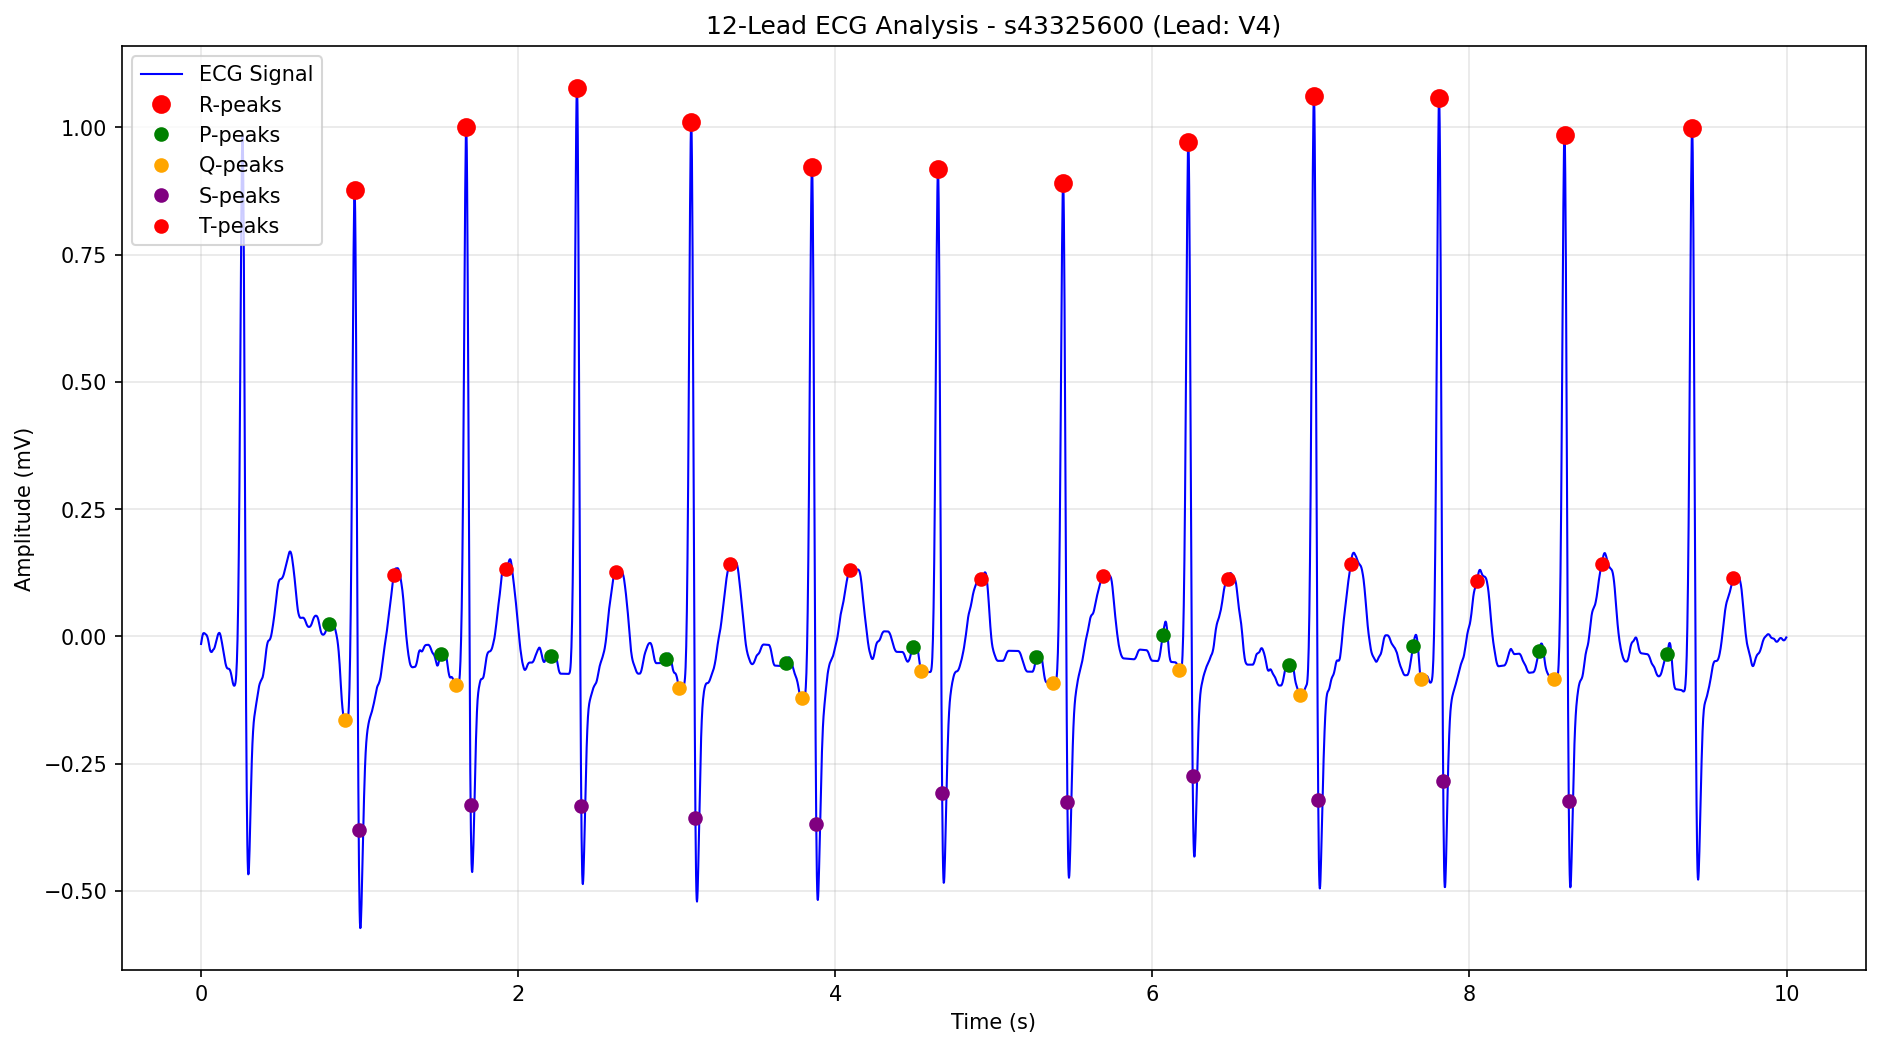 12-Lead ECG Analysis - s43325600 (Lead: V4)
ECG Signal
R-peaks
P-peaks
Q-peaks
S-peaks
T-peaks
1.00
0.75
0.50
0.25
0.00
−0.25
−0.50
Amplitude (mV)
0
2
4
6
8
10
Time (s)